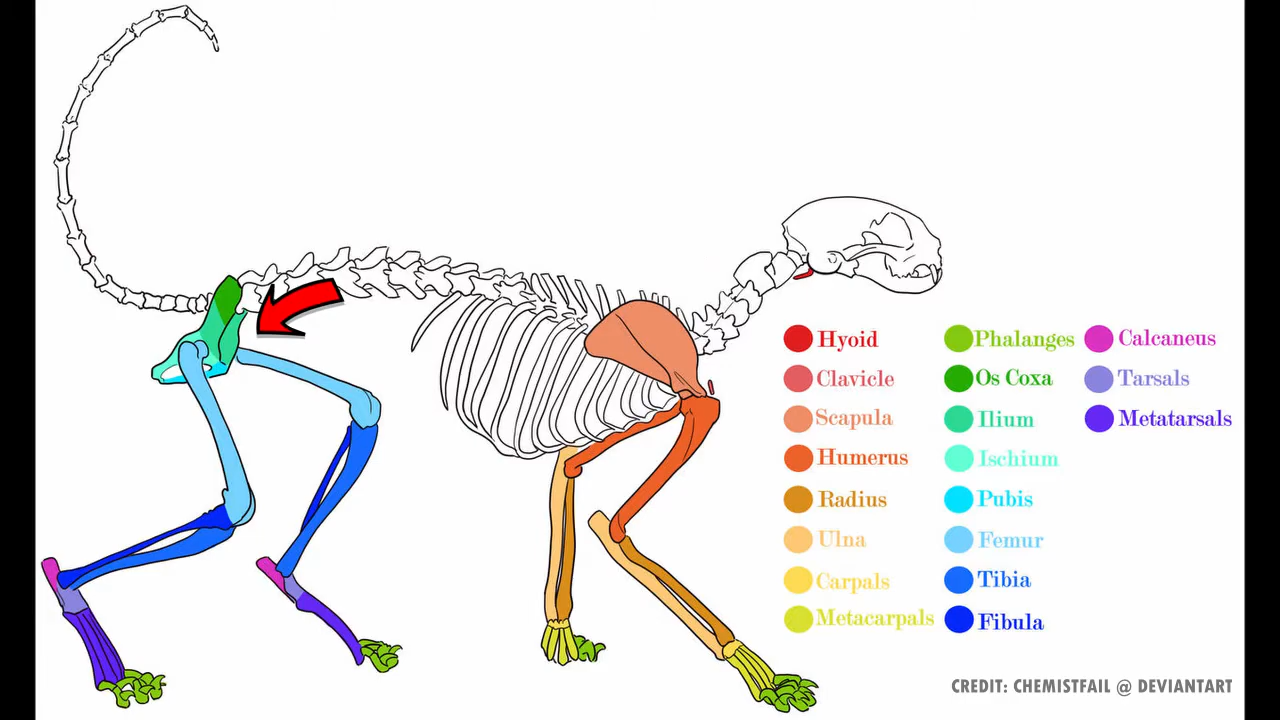 Hyoid
Clavicle
Scapula
Humerus
Radius
Ulna
Carpals
Metacarpals
Phalanges
Os Coxa
Ilium
Ischium
Pubis
Femur
Tibia
Fibula
Calcaneus
Tarsals
Metatarsals
CREDIT: CHEMISTFAIL @ DEVIANTART